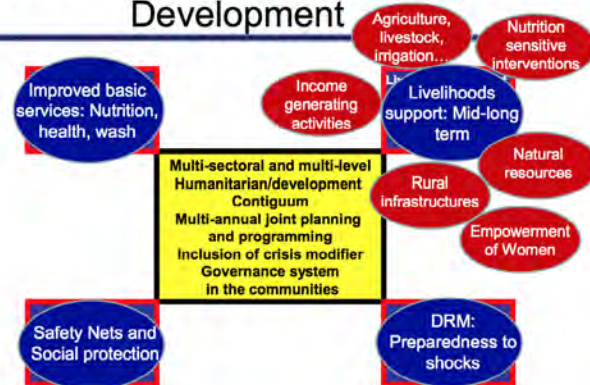 Development
Agriculture,
livestock,
irrigation...
Nutrition
sensitive
interventions
Income
generating
activities
Improved basic
services: Nutrition,
health, wash
Livelihoods
support: Mid-long
term
Natural
resources
Rural
infrastructures
Empowerment
of Women
Multi-sectoral and multi-level
Humanitarian/development
Contiguum
Multi-annual joint planning
and programming
Inclusion of crisis modifier
Governance system
in the communities
Safety Nets and
Social protection
DRM:
Preparedness to
shocks